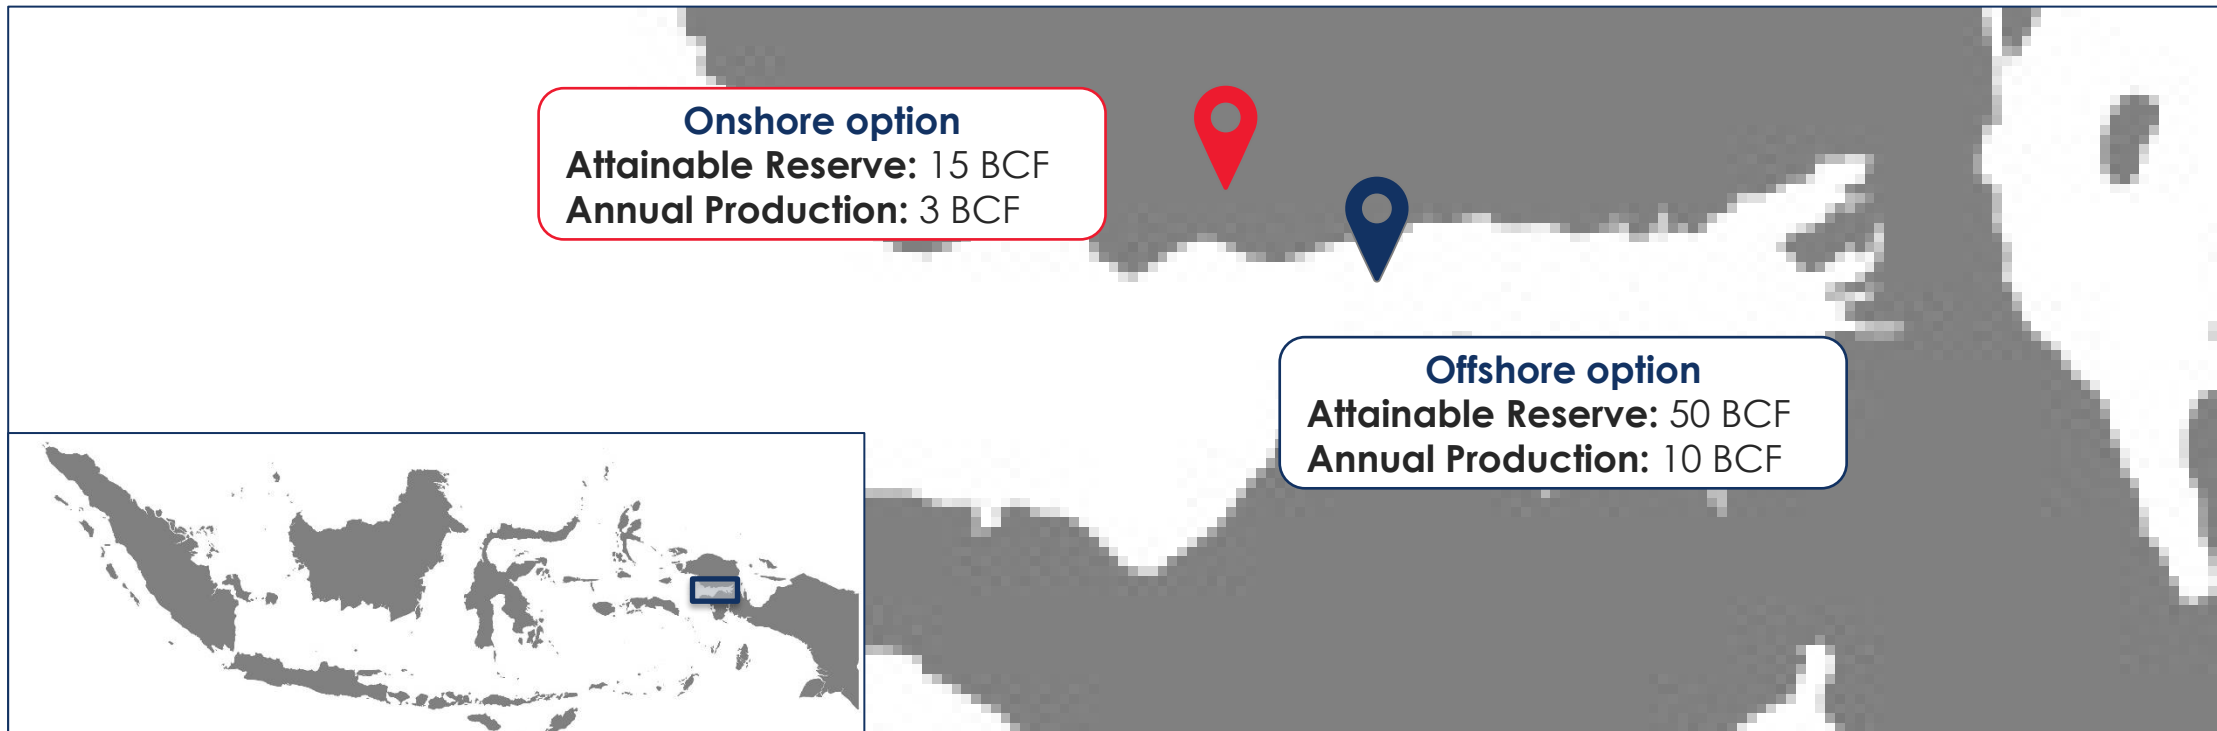 Onshore option
Attainable Reserve: 15 BCF
Annual Production: 3 BCF
Offshore option
Attainable Reserve: 50 BCF
Annual Production: 10 BCF